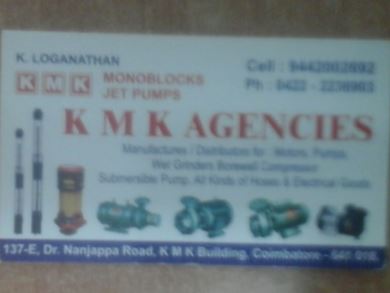 K. LOGANATHAN
Cell : 9442002692
KMK MONOBLOCKS
JET PUMPS
Ph : 0422 - 2236903
K M K AGENCIES
Manufactures / Distributors for : Motors, Pumps
Wet Grinders Borewell Compressor
Submersible Pump, All Kinds of Hoses & Electrical Goods
137-E, Dr. Nanjappa Road, K M K Building, Coimbatore - 641 018.